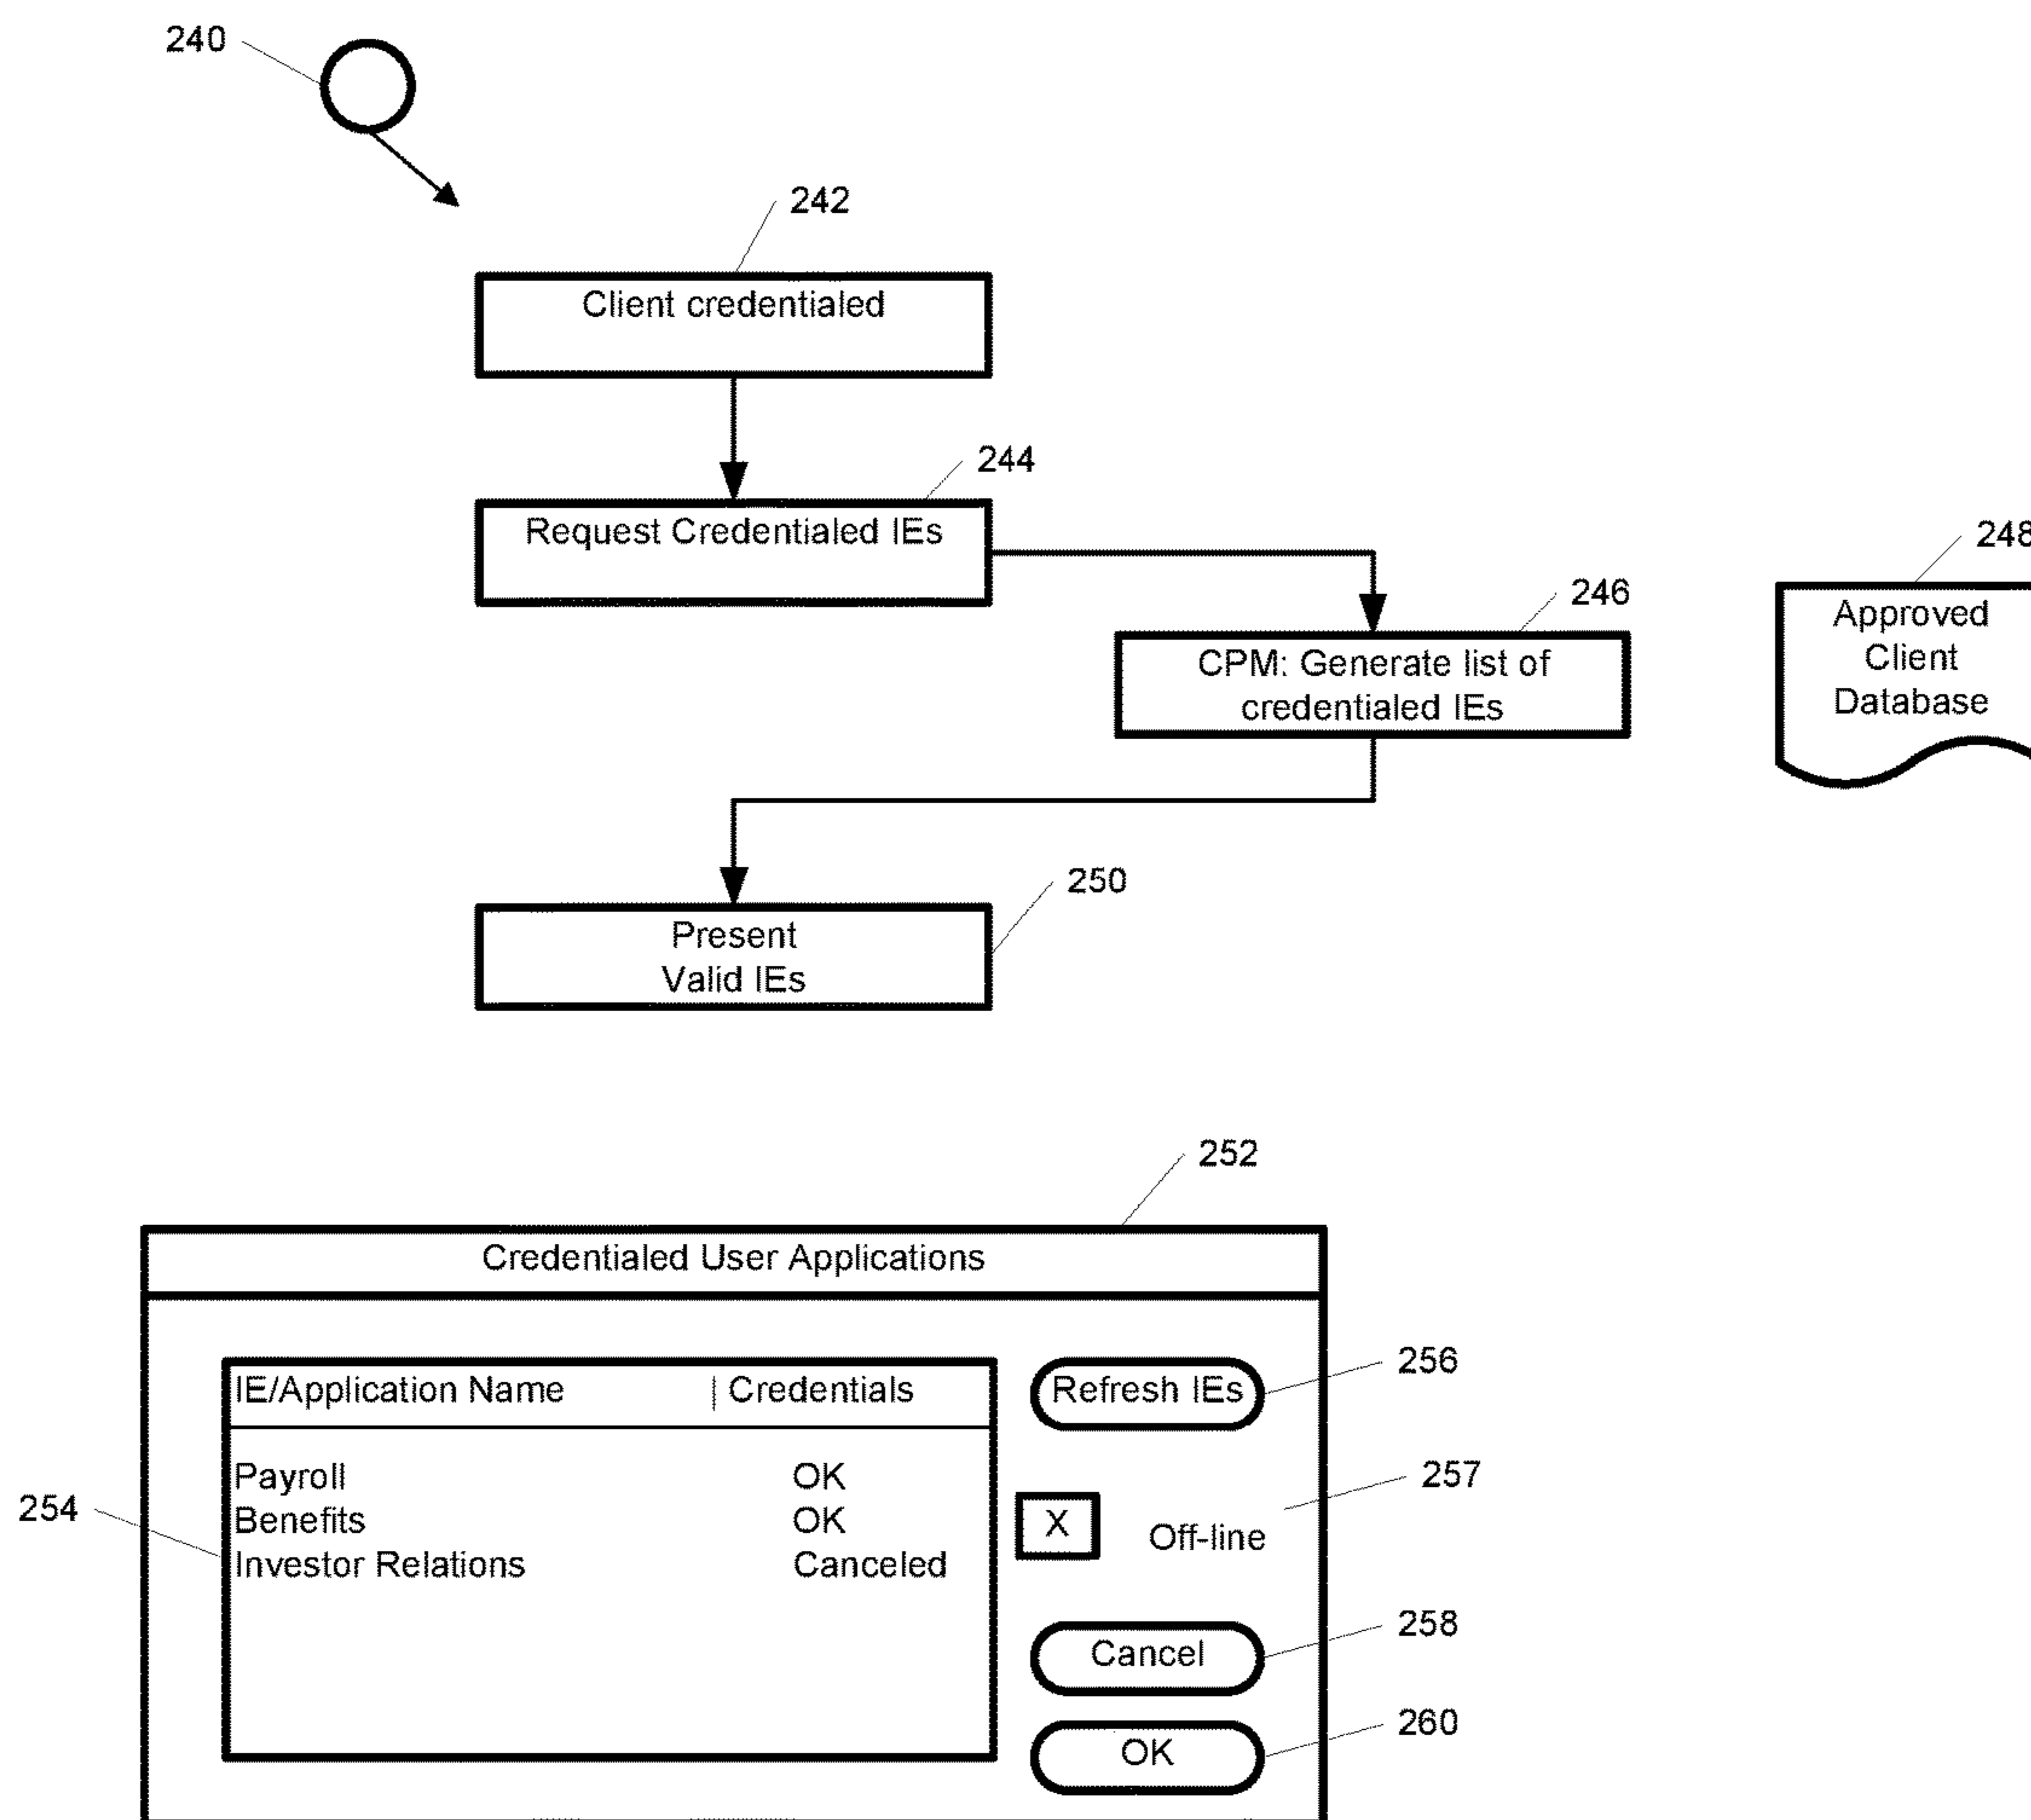 240
242
Client credentialed
244
Request Credentialed IEs
248
246
Approved
Client
Database
CPM: Generate list of
credentialed IEs
250
Present
Valid IEs
252
Credentialed User Applications
IE/Application Name | Credentials
Refresh IEs
256
Payroll OK
Benefits OK
Investor Relations Canceled
254
X Off-line
257
Cancel
258
OK
260